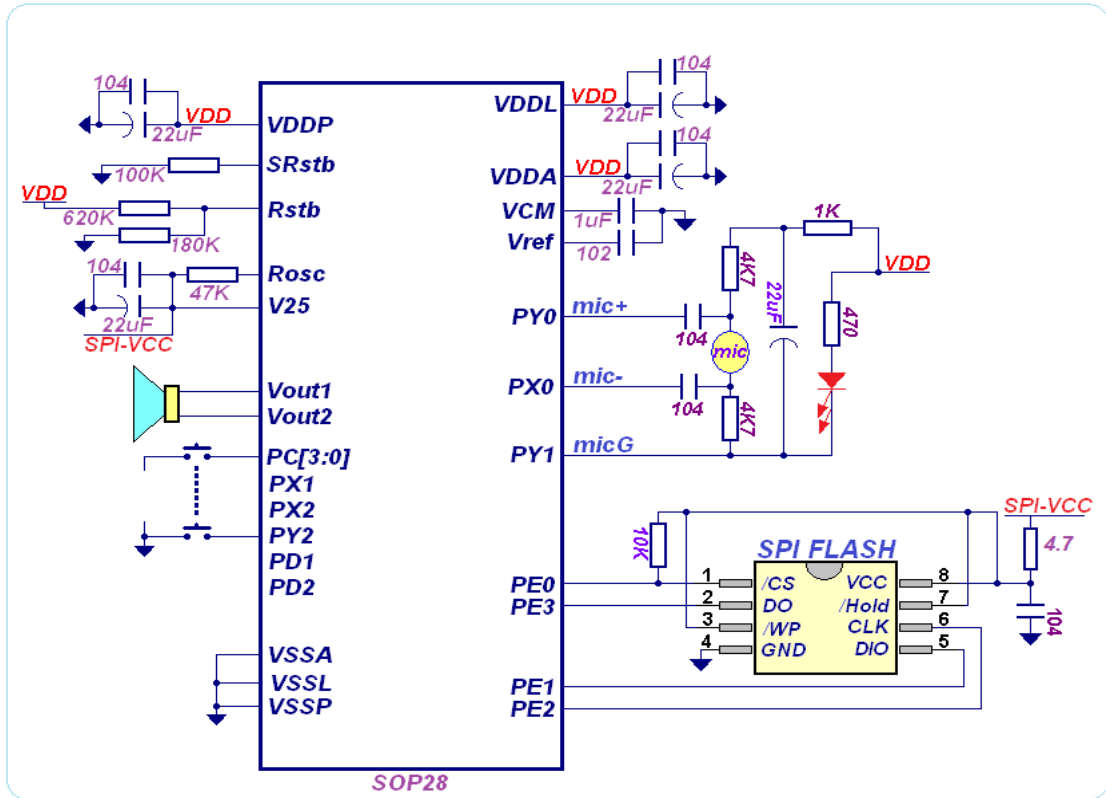 104
VDD
22uF
VDDP
100K
SRstb
VDD
620K
180K
Rstb
104
47K
Rosc
22uF
V25
SPI-VCC
Vout1
Vout2
PC[3:0]
PX1
PX2
PY2
PD1
PD2
VSSA
VSSL
VSSP
SOP28
VDDL
VDD
104
22uF
VDDA
VDD
104
22uF
VCM
1uF
Vref
102
1K
4K7
VDD
22uF
470
PY0
mic+
104
mic
PX0
mic-
104
4K7
PY1
micG
SPI-VCC
10K
4.7
SPI FLASH
PE0
1
/CS
VCC
8
PE3
2
DO
/Hold
7
3
/WP
CLK
6
4
GND
DIO
5
104
PE1
PE2